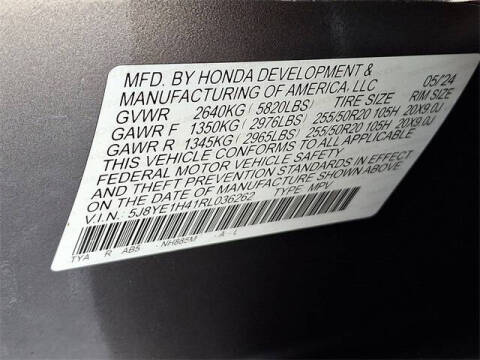 MFD. BY HONDA DEVELOPMENT & 05/24
MANUFACTURING OF AMERICA, LLC
GVWR 2640KG ( 5820LBS) TIRE SIZE RIM SIZE
GAWR F 1350KG ( 2976LBS) 255/50R20 105H 20X9.0J
GAWR R 1345KG ( 2965LBS) 255/50R20 105H 20X9.0J
THIS VEHICLE CONFORMS TO ALL APPLICABLE
FEDERAL MOTOR VEHICLE SAFETY
AND THEFT PREVENTION STANDARDS IN EFFECT
ON THE DATE OF MANUFACTURE SHOWN ABOVE.
V.I.N.: 5J8YE1H41RL036262 TYPE: MPV
TYA R AB5 NH885M A - L